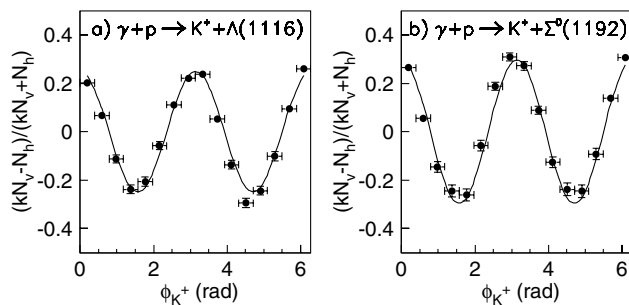 a) γ+p → K⁺+Λ(1116)
(kN_v-N_h)/(kN_v+N_h)
0.4
0.2
0
-0.2
-0.4
0 2 4 6
ϕ_K⁺ (rad)
b) γ+p → K⁺+Σ⁰(1192)
(kN_v-N_h)/(kN_v+N_h)
0.4
0.2
0
-0.2
-0.4
0 2 4 6
ϕ_K⁺ (rad)